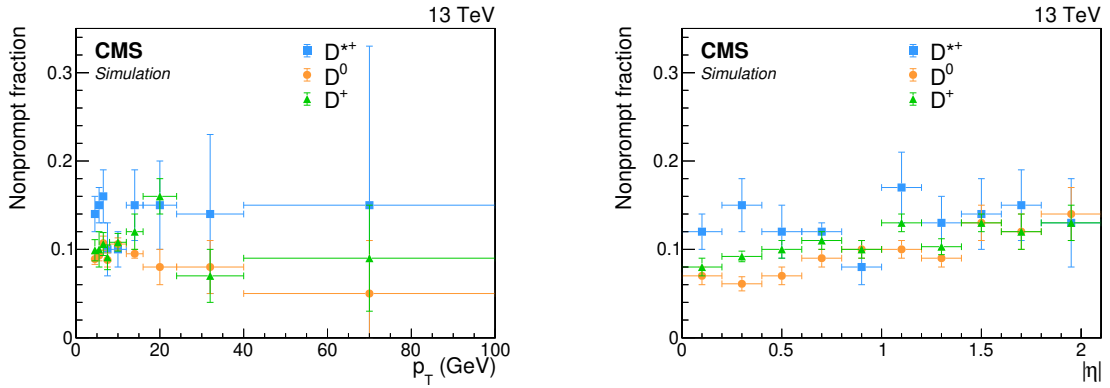 13 TeV
CMS
Simulation
D*+
D0
D+
Nonprompt fraction
0.3
0.2
0.1
0
0 20 40 60 80 100
pT (GeV)
13 TeV
CMS
Simulation
D*+
D0
D+
Nonprompt fraction
0.3
0.2
0.1
0
0 0.5 1 1.5 2
|η|